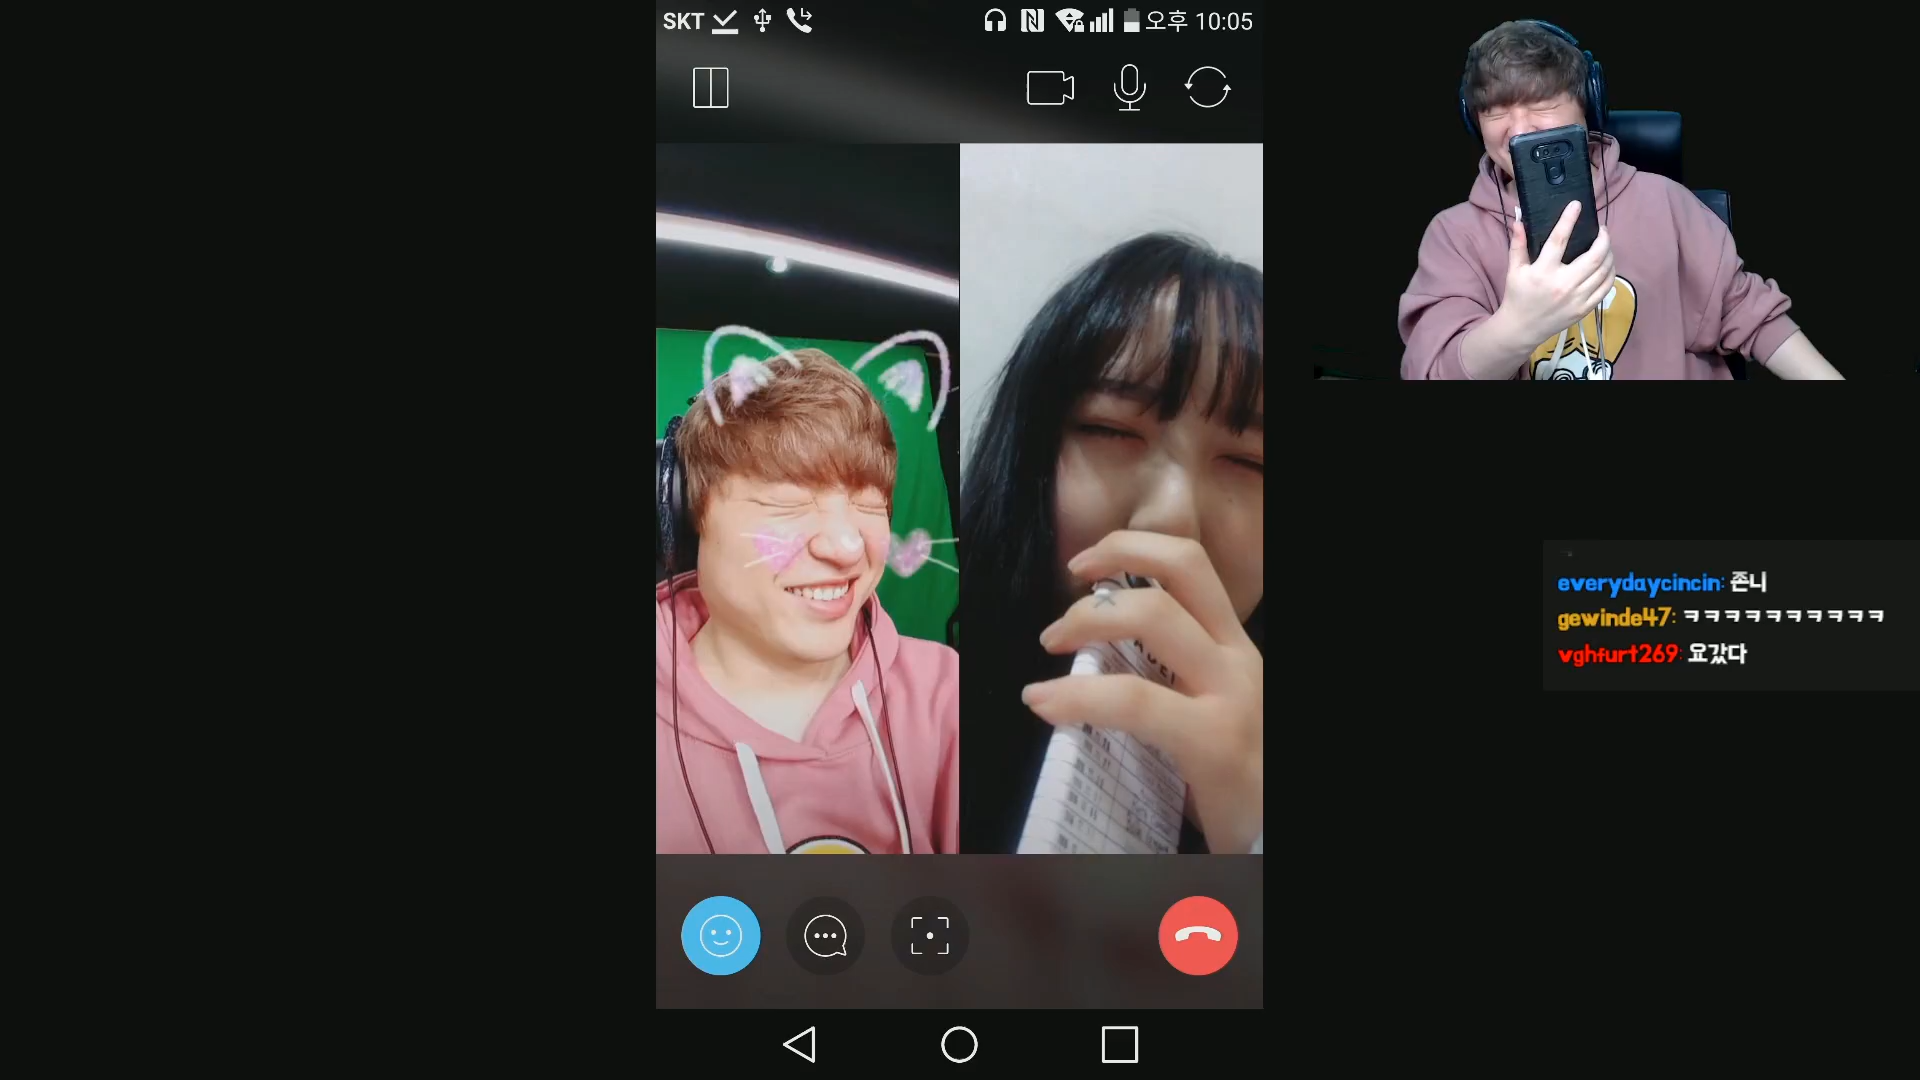 SKT
오후 10:05
everydaycincin: 존니
gewinde47: ㅋㅋㅋㅋㅋㅋㅋㅋㅋㅋ
vghfurt269: 요갔다